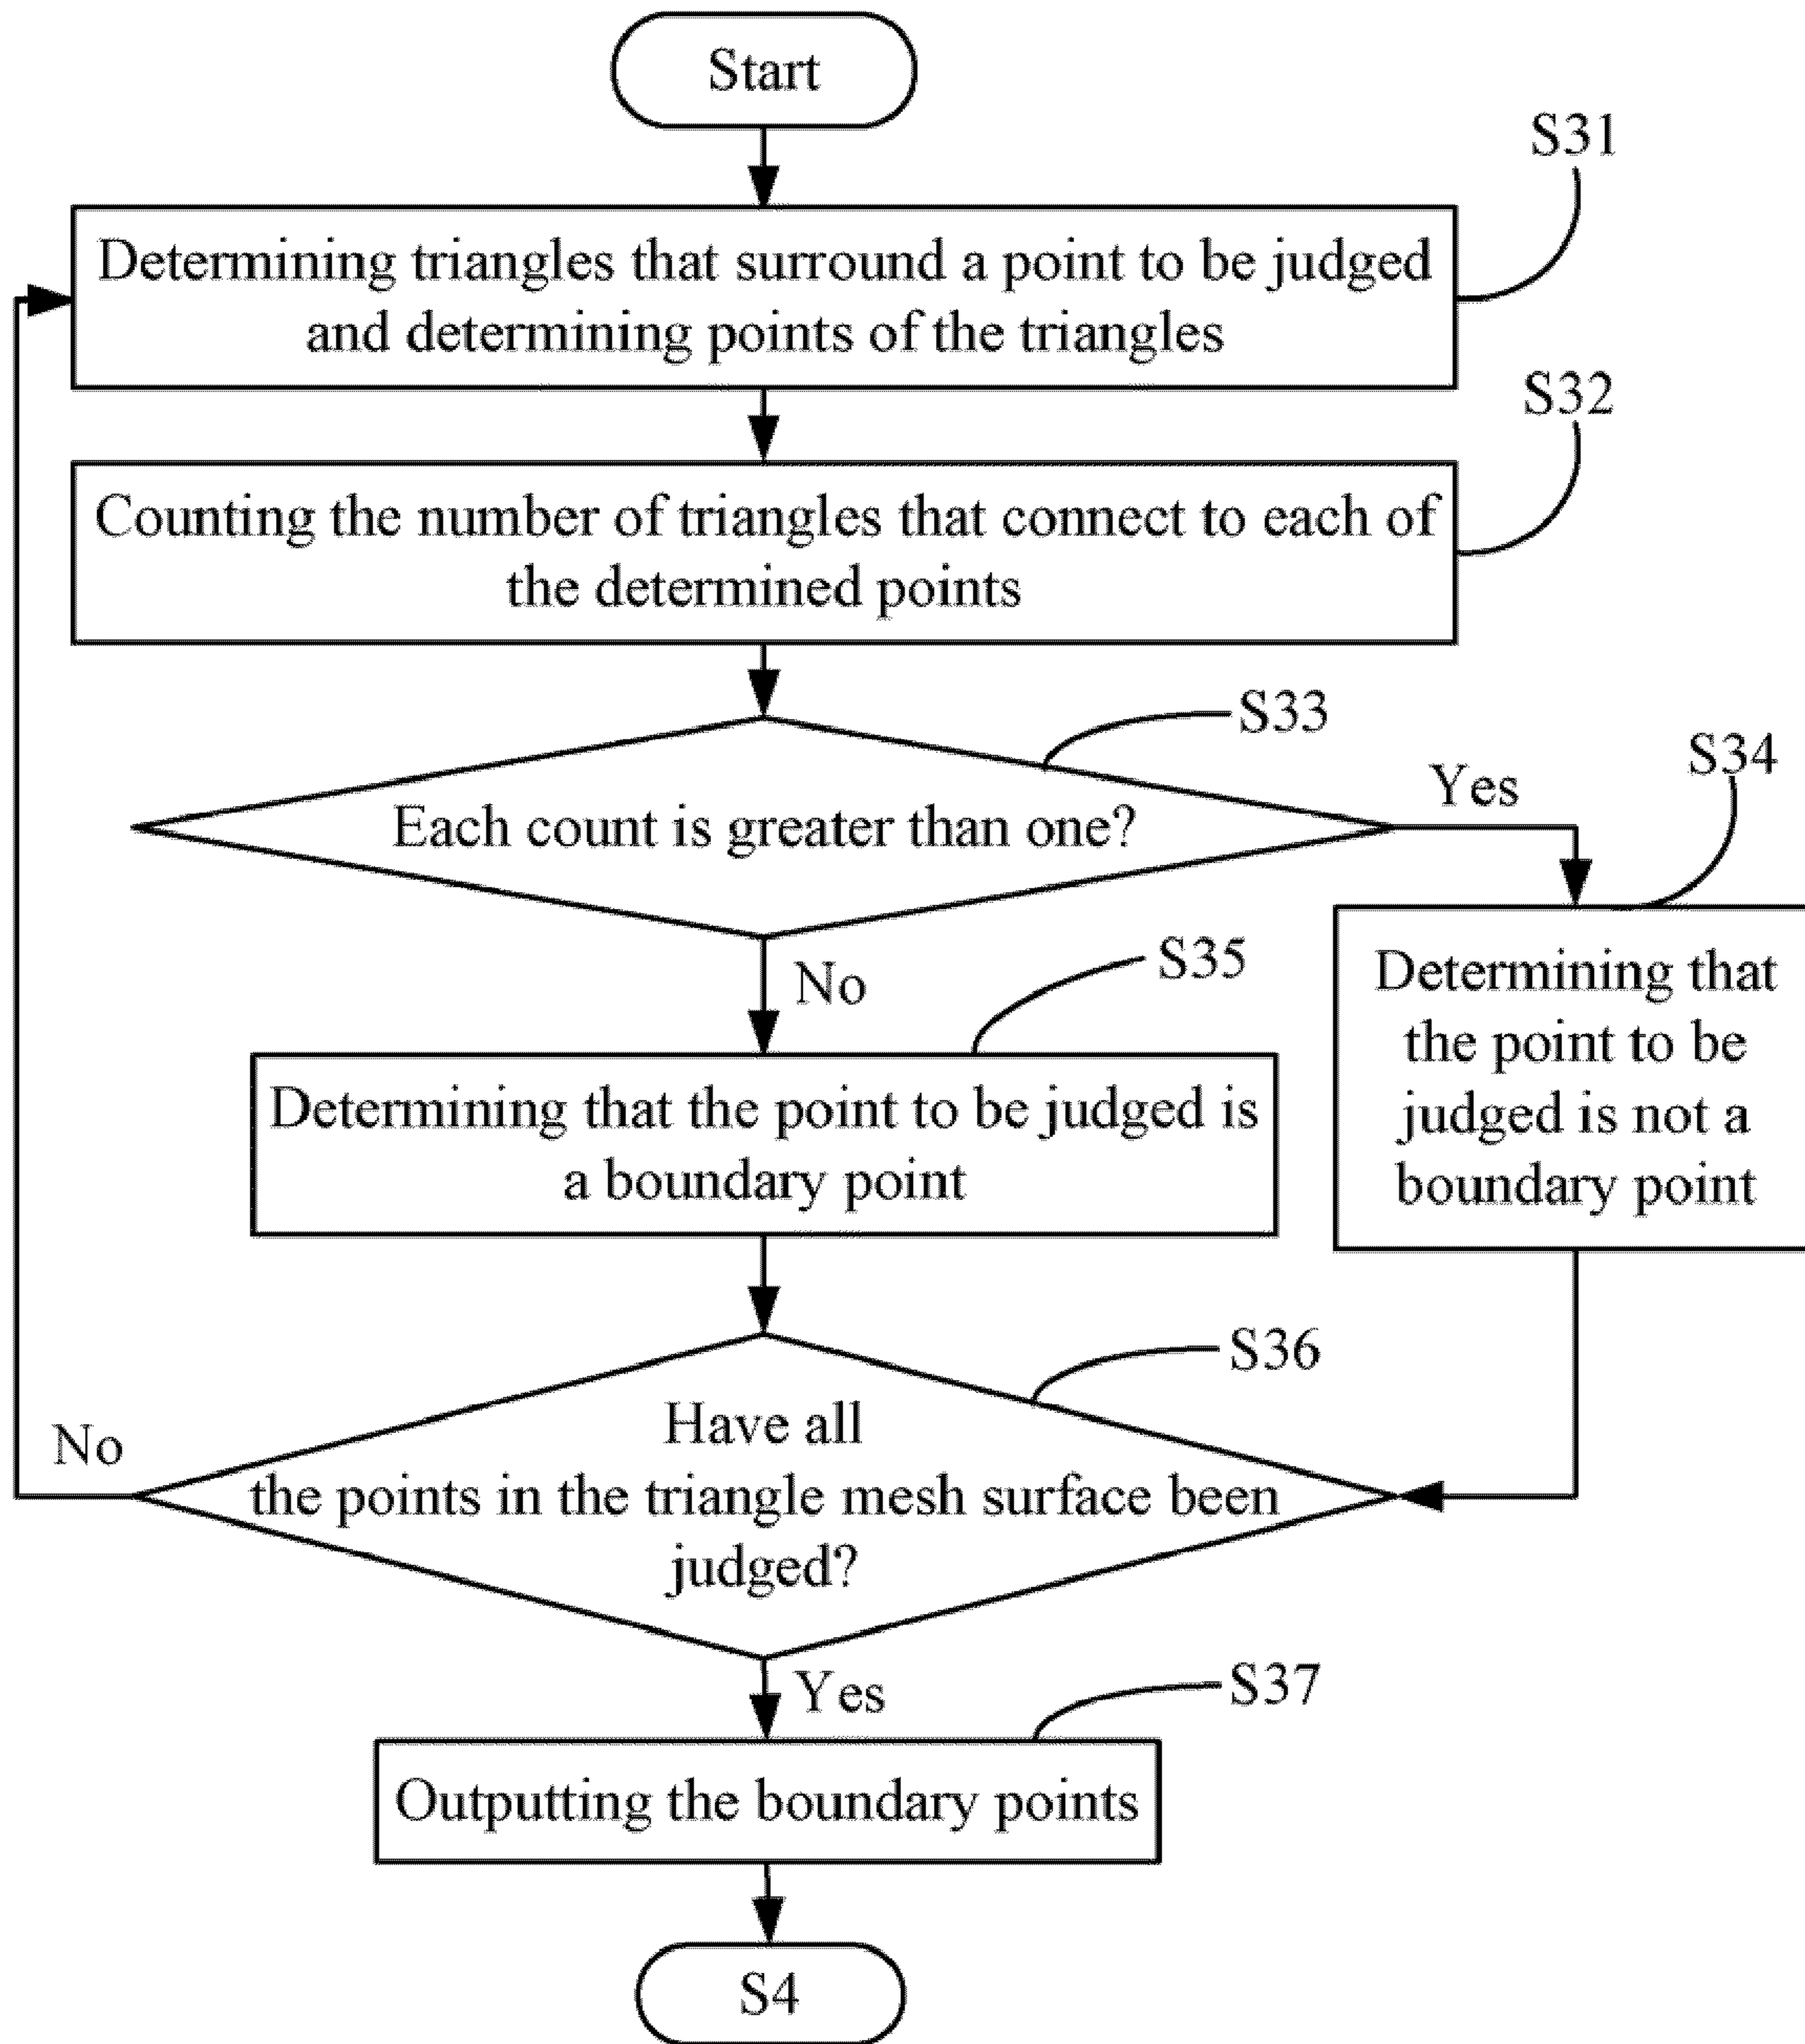 Start
S31
Determining triangles that surround a point to be judged
and determining points of the triangles
S32
Counting the number of triangles that connect to each of
the determined points
S33
Each count is greater than one?
Yes
S34
Determining that
the point to be
judged is not a
boundary point
No
S35
Determining that the point to be judged is
a boundary point
S36
Have all
the points in the triangle mesh surface been
judged?
No
Yes
S37
Outputting the boundary points
S4